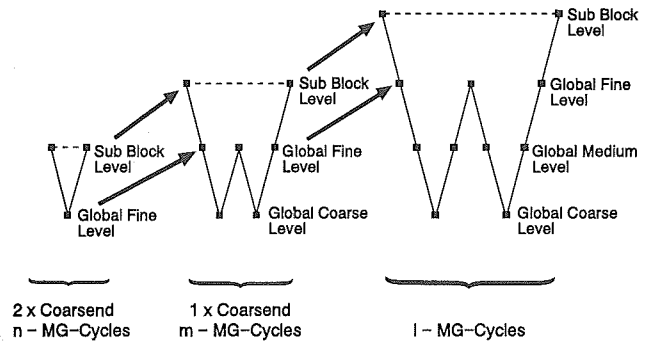 Sub Block
Level
Global Fine
Level
2 x Coarsend
n – MG–Cycles
Sub Block
Level
Global Fine
Level
Global Coarse
Level
1 x Coarsend
m – MG–Cycles
Sub Block
Level
Global Fine
Level
Global Medium
Level
Global Coarse
Level
l – MG–Cycles